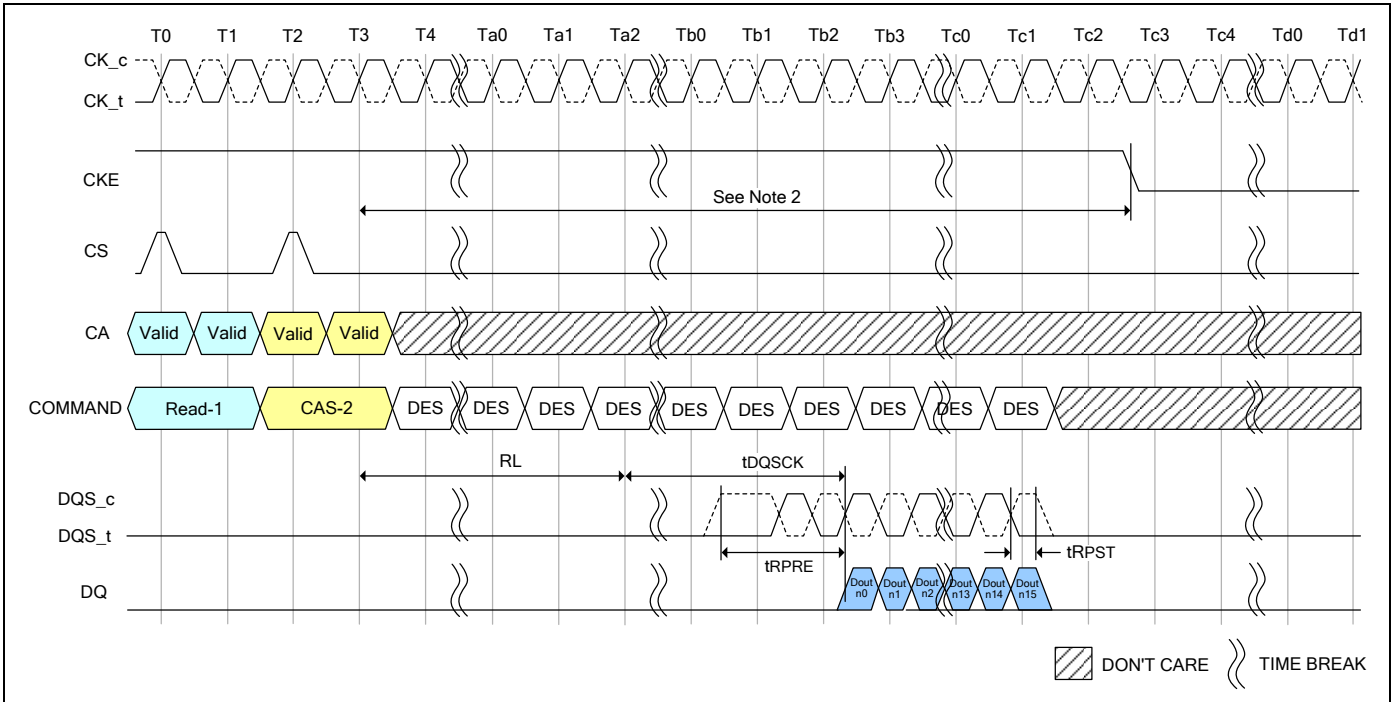 T0 T1 T2 T3 T4 Ta0 Ta1 Ta2 Tb0 Tb1 Tb2 Tb3 Tc0 Tc1 Tc2 Tc3 Tc4 Td0 Td1
CK_c
CK_t
CKE
See Note 2
CS
CA Valid Valid Valid Valid
COMMAND Read-1 CAS-2 DES DES DES DES DES DES DES DES DES DES
RL tDQSCK
DQS_c
DQS_t
tRPRE tRPST
DQ Dout n0 Dout n1 Dout n2 Dout n13 Dout n14 Dout n15
DON'T CARE TIME BREAK